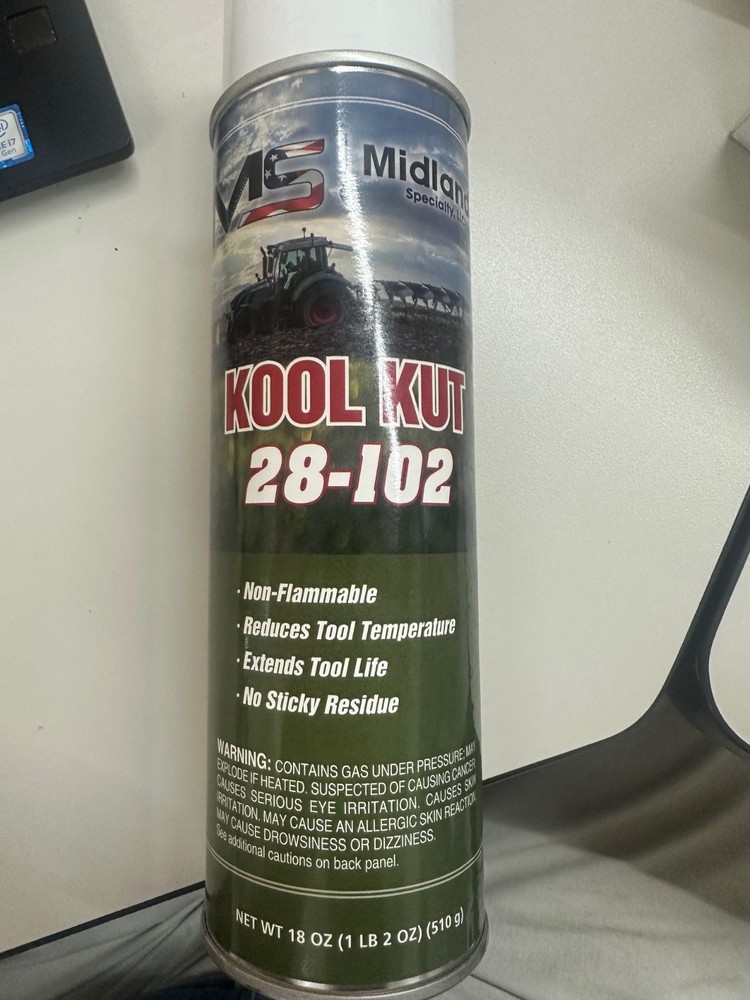 MS Midlan
Specialty L
KOOL KUT
28-102
· Non-Flammable
· Reduces Tool Temperature
· Extends Tool Life
· No Sticky Residue
WARNING: CONTAINS GAS UNDER PRESSURE: MAY
EXPLODE IF HEATED. SUSPECTED OF CAUSING CANCER.
CAUSES SERIOUS EYE IRRITATION. CAUSES SKIN
IRRITATION. MAY CAUSE AN ALLERGIC SKIN REACTION.
MAY CAUSE DROWSINESS OR DIZZINESS.
See additional cautions on back panel.
NET WT 18 OZ (1 LB 2 OZ) (510 g)
i7
Gen